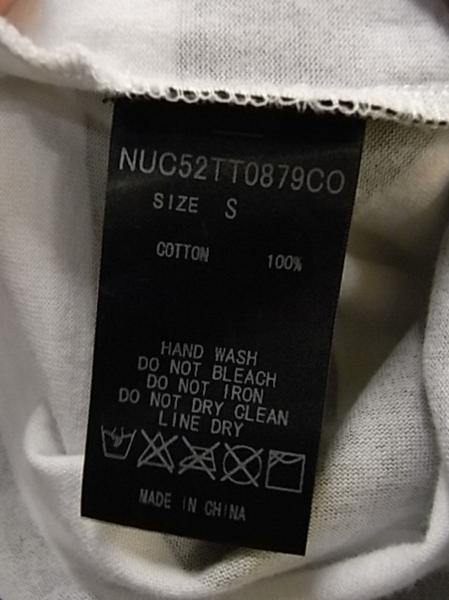 NUC52TT0879CO
SIZE S
COTTON 100%
HAND WASH
DO NOT BLEACH
DO NOT IRON
DO NOT DRY CLEAN
LINE DRY
MADE IN CHINA